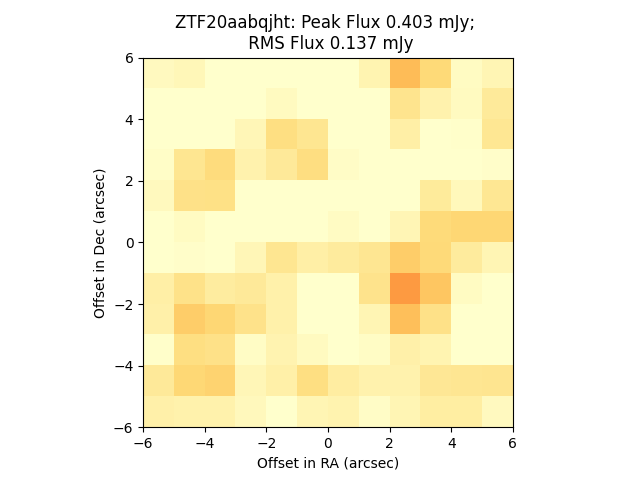 ZTF20aabqjht: Peak Flux 0.403 mJy;
RMS Flux 0.137 mJy
6
4
2
0
−2
−4
−6
Offset in Dec (arcsec)
−6 −4 −2 0 2 4 6
Offset in RA (arcsec)